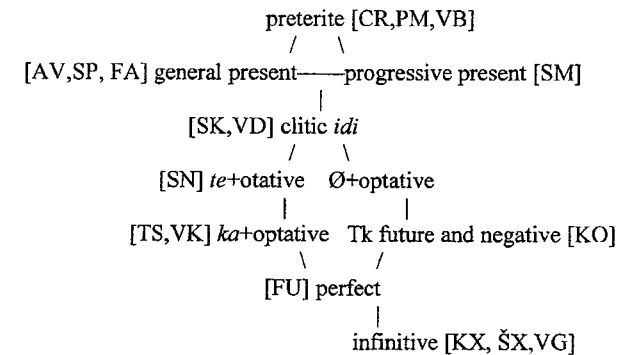 preterite [CR,PM,VB]
/ \
[AV,SP, FA] general present——progressive present [SM]
|
[SK,VD] clitic idi
/ \
[SN] te+otative Ø+optative
| |
[TS,VK] ka+optative Tk future and negative [KO]
\ /
[FU] perfect
|
infinitive [KX, ŠX,VG]